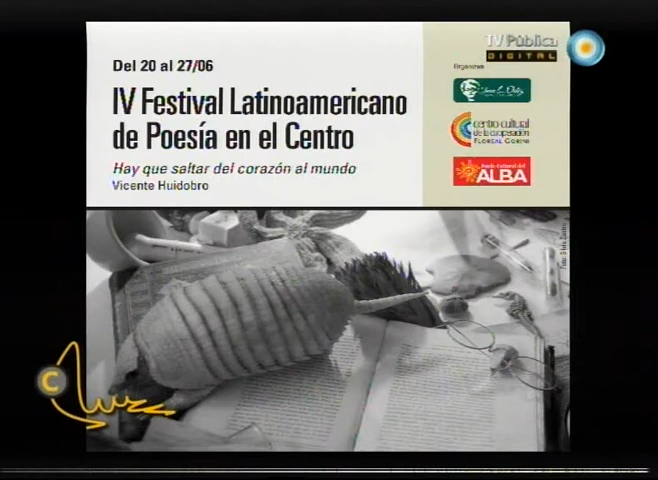 TV Pública
DIGITAL
Del 20 al 27/06
Organizan
IV Festival Latinoamericano
de Poesía en el Centro
Hay que saltar del corazón al mundo
Vicente Huidobro
centro cultural
de la cooperación
FLOREAL GORINI
ALBA
C